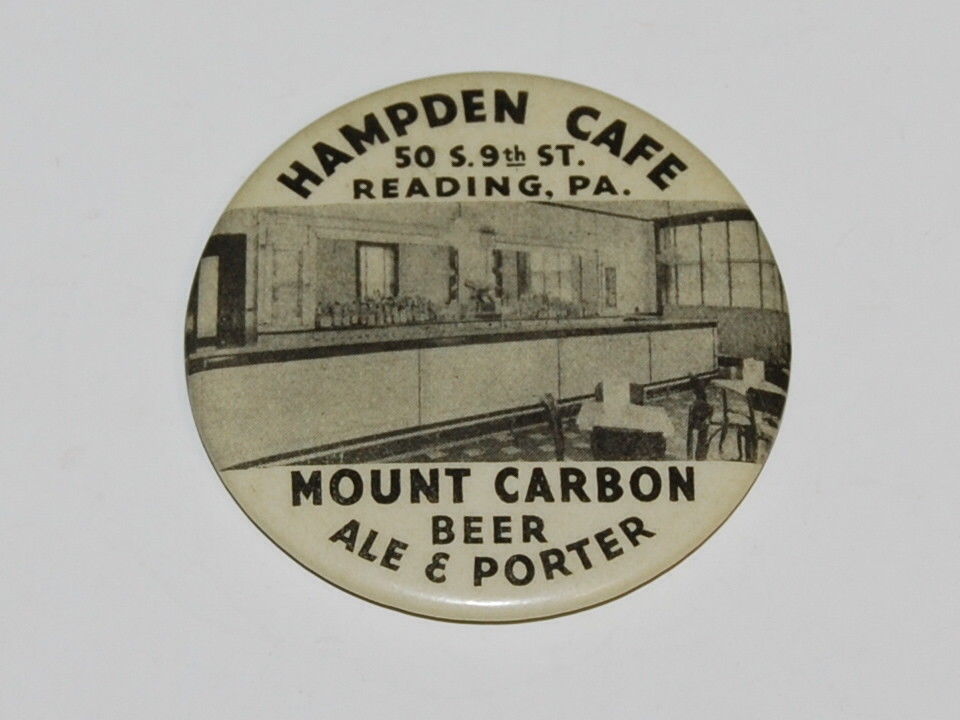 HAMPDEN CAFE
50 S. 9th ST.
READING, PA.
MOUNT CARBON
BEER
ALE & PORTER